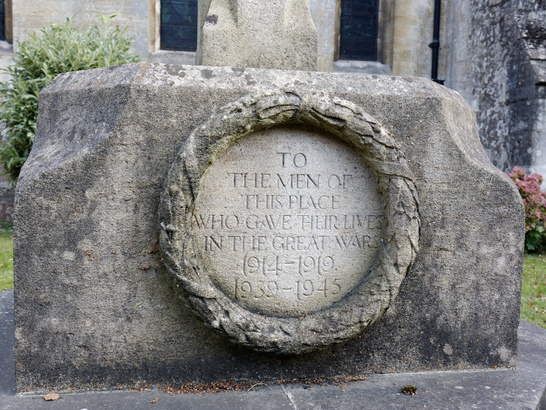 TO
THE MEN OF
THIS PLACE
WHO GAVE THEIR LIVES
IN THE GREAT WAR
1914-1919
1939-1945